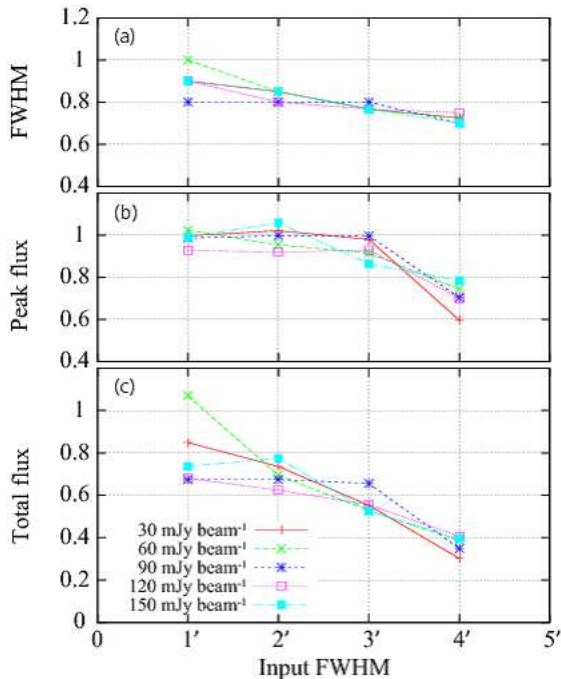 1.2
(a)
1
0.8
0.6
0.4
FWHM
(b)
1
0.8
0.6
0.4
Peak flux
(c)
1
0.8
0.6
0.4
0.2
0
Total flux
30 mJy beam⁻¹
60 mJy beam⁻¹
90 mJy beam⁻¹
120 mJy beam⁻¹
150 mJy beam⁻¹
0 1′ 2′ 3′ 4′ 5′
Input FWHM